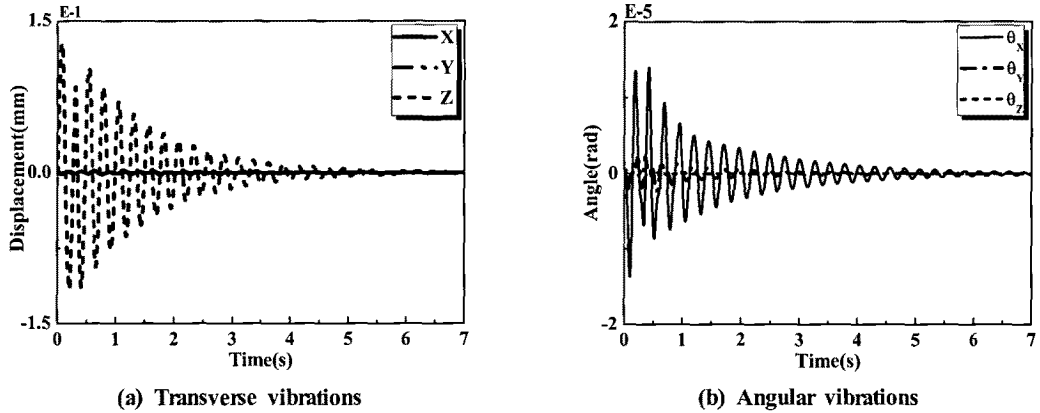 E-1
1.5
0.0
-1.5
Displacement(mm)
X
Y
Z
0 1 2 3 4 5 6 7
Time(s)
(a) Transverse vibrations
E-5
2
0
-2
Angle(rad)
θX
θY
θZ
0 1 2 3 4 5 6 7
Time(s)
(b) Angular vibrations